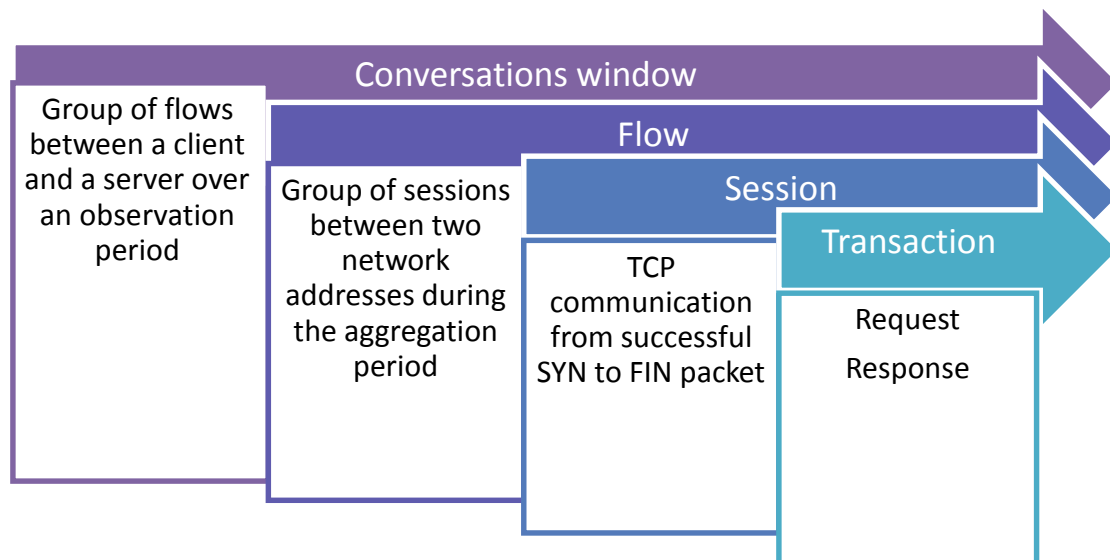 Conversations window
Group of flows
between a client
and a server over
an observation
period
Flow
Group of sessions
between two
network
addresses during
the aggregation
period
Session
TCP
communication
from successful
SYN to FIN packet
Transaction
Request
Response